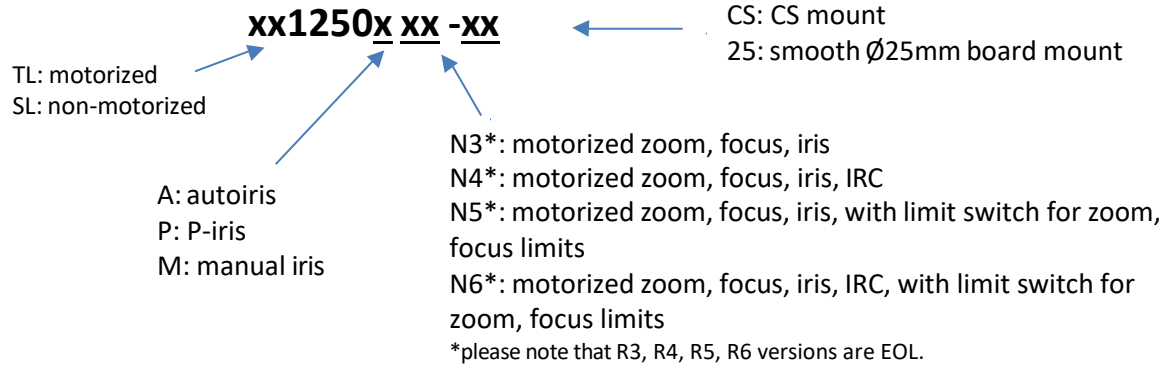 xx1250x xx -xx
CS: CS mount
25: smooth Ø25mm board mount
TL: motorized
SL: non-motorized
A: autoiris
P: P-iris
M: manual iris
N3*: motorized zoom, focus, iris
N4*: motorized zoom, focus, iris, IRC
N5*: motorized zoom, focus, iris, with limit switch for zoom,
focus limits
N6*: motorized zoom, focus, iris, IRC, with limit switch for
zoom, focus limits
*please note that R3, R4, R5, R6 versions are EOL.